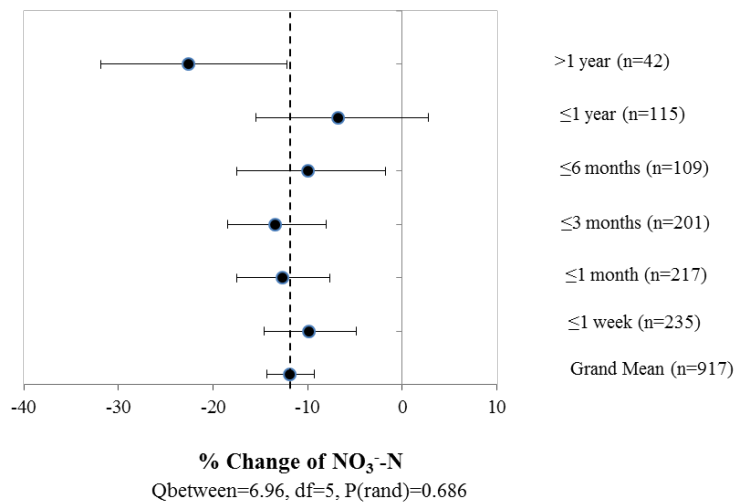 >1 year (n=42)
≤1 year (n=115)
≤6 months (n=109)
≤3 months (n=201)
≤1 month (n=217)
≤1 week (n=235)
Grand Mean (n=917)
-40 -30 -20 -10 0 10
% Change of NO₃⁻-N
Qbetween=6.96, df=5, P(rand)=0.686